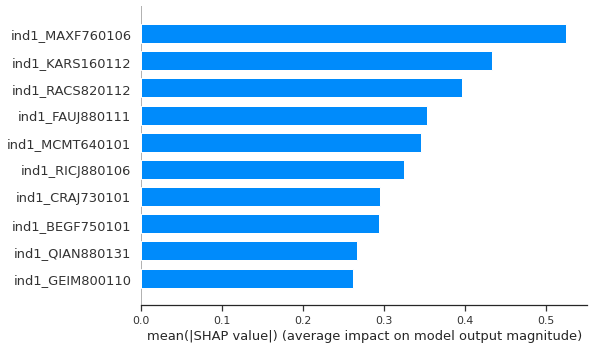 ind1_MAXF760106
ind1_KARS160112
ind1_RACS820112
ind1_FAUJ880111
ind1_MCMT640101
ind1_RICJ880106
ind1_CRAJ730101
ind1_BEGF750101
ind1_QIAN880131
ind1_GEIM800110
0.0 0.1 0.2 0.3 0.4 0.5
mean(|SHAP value|) (average impact on model output magnitude)